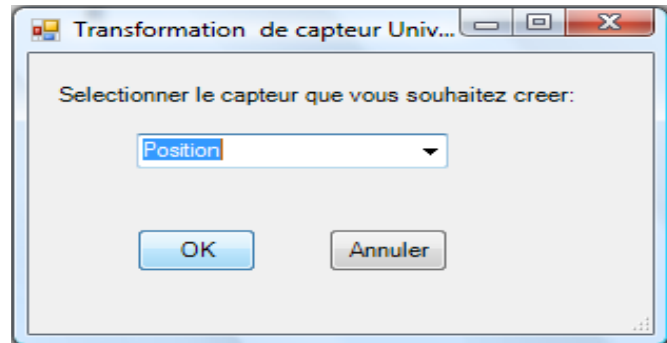 Transformation de capteur Univ...
Selectionner le capteur que vous souhaitez creer:
Position
OK Annuler